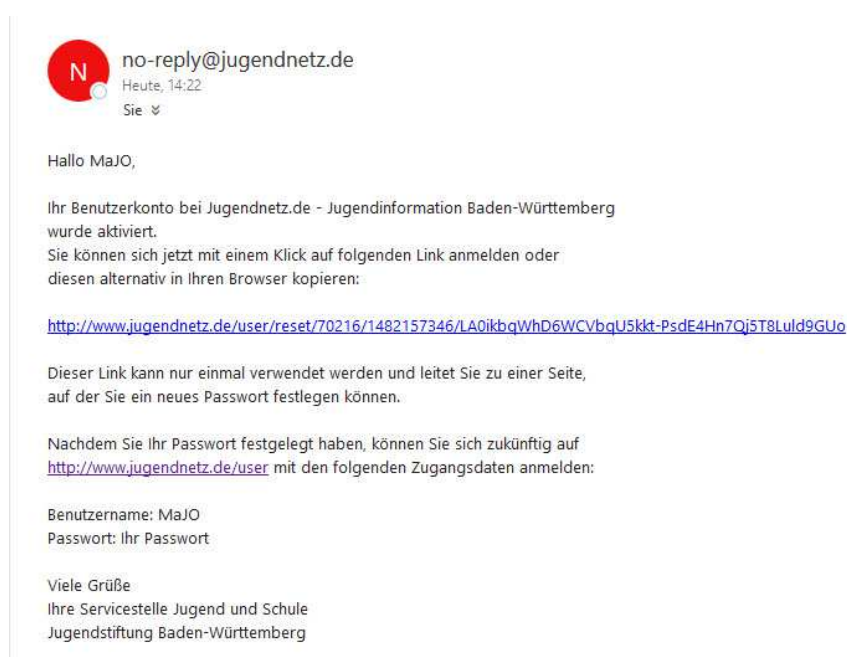 N
no-reply@jugendnetz.de
Heute, 14:22
Sie
Hallo MaJO,
Ihr Benutzerkonto bei Jugendnetz.de - Jugendinformation Baden-Württemberg
wurde aktiviert.
Sie können sich jetzt mit einem Klick auf folgenden Link anmelden oder
diesen alternativ in Ihren Browser kopieren:
http://www.jugendnetz.de/user/reset/70216/1482157346/LA0ikbqWhD6WCVbqU5kkt-PsdE4Hn7Qj5T8Luld9GUo
Dieser Link kann nur einmal verwendet werden und leitet Sie zu einer Seite,
auf der Sie ein neues Passwort festlegen können.
Nachdem Sie Ihr Passwort festgelegt haben, können Sie sich zukünftig auf
http://www.jugendnetz.de/user mit den folgenden Zugangsdaten anmelden:
Benutzername: MaJO
Passwort: Ihr Passwort
Viele Grüße
Ihre Servicestelle Jugend und Schule
Jugendstiftung Baden-Württemberg